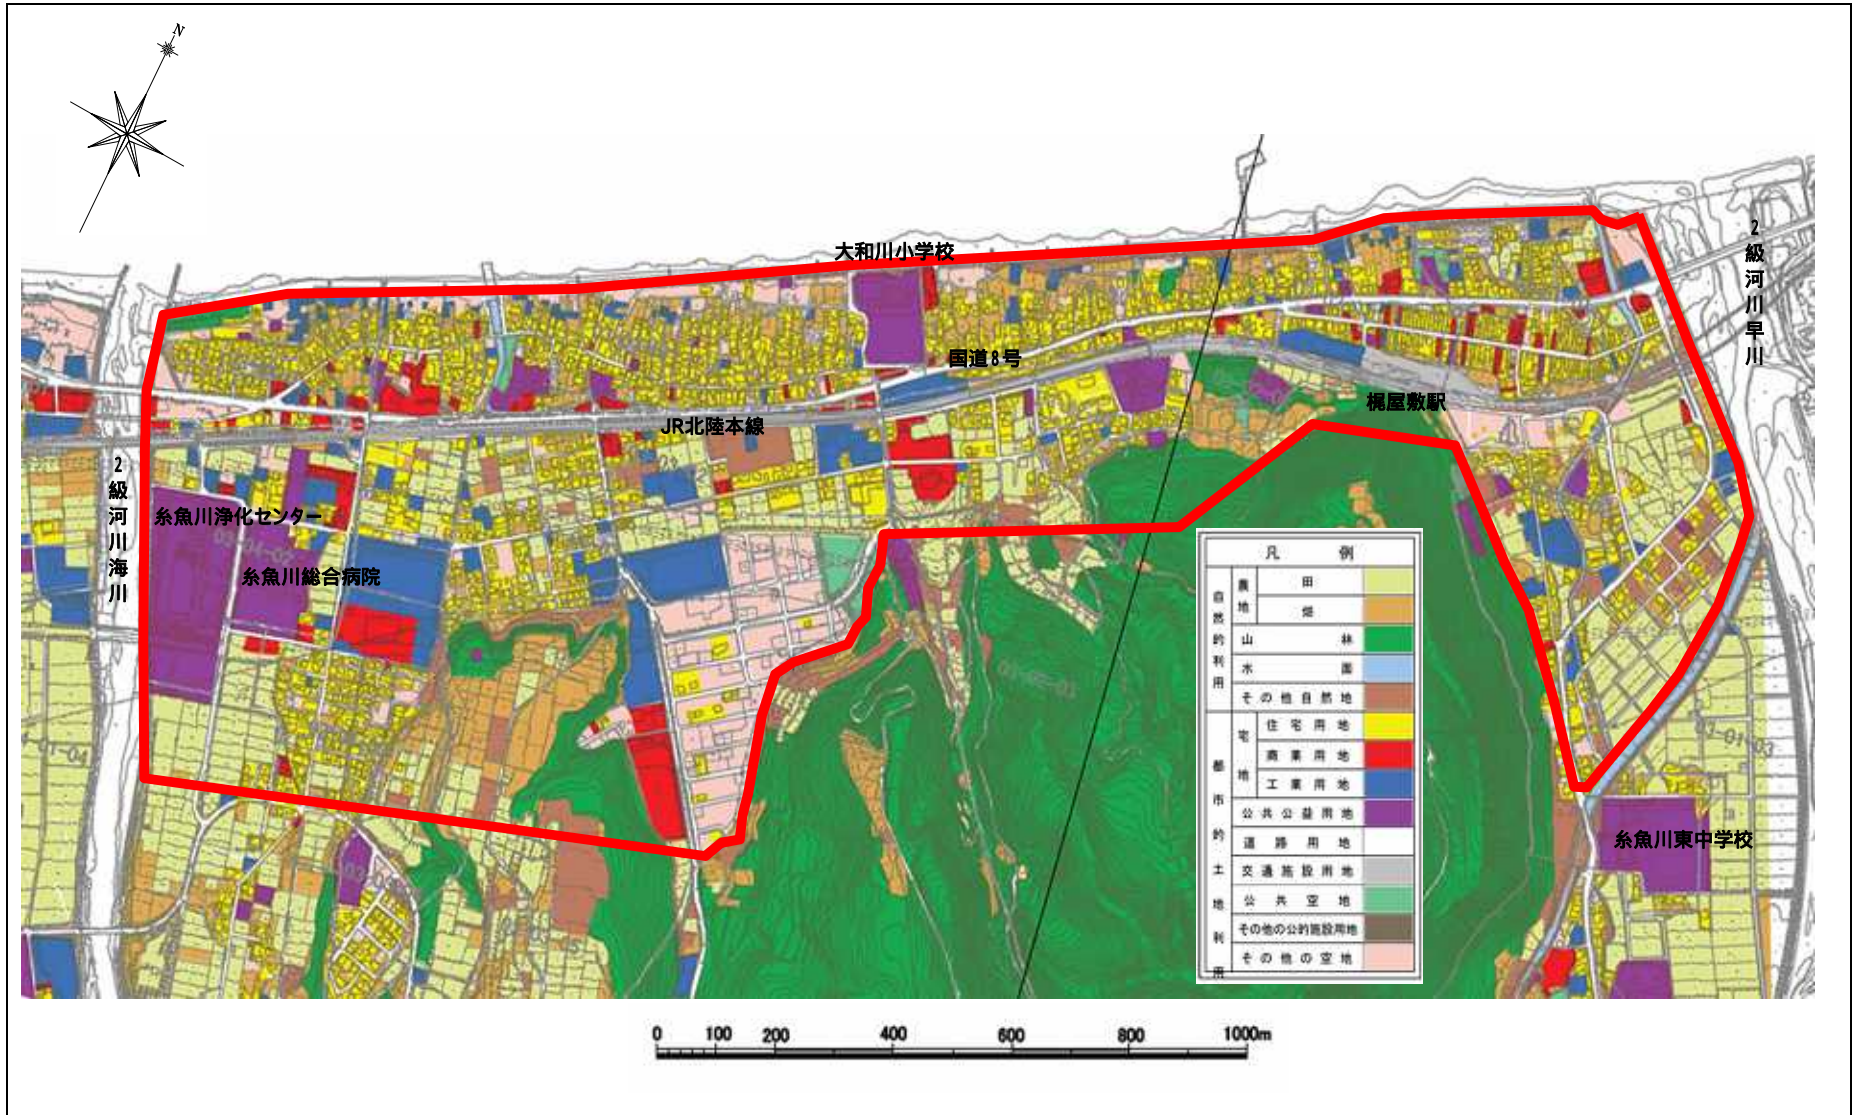 N
大和川小学校
2級河川早川
国道8号
梶屋敷駅
JR北陸本線
2級河川海川
糸魚川浄化センター
03-04-02
糸魚川総合病院
凡 例
自然的利用
農地
田
畑
山林
水面
その他自然地
都市的土地利用
宅地
住宅用地
商業用地
工業用地
公共公益用地
道路用地
交通施設用地
公共空地
その他の公的施設用地
その他の空地
03-01-03
糸魚川東中学校
0 100 200 400 600 800 1000m